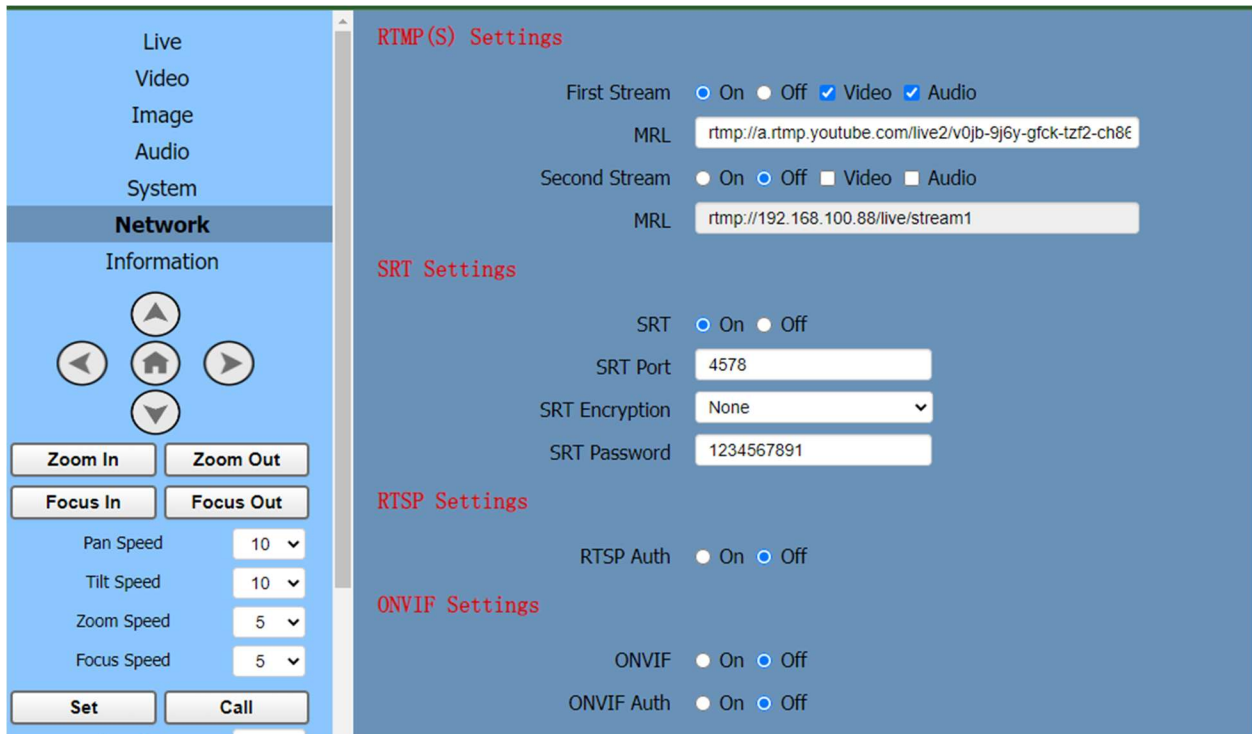 Live
Video
Image
Audio
System
Network
Information
Zoom In Zoom Out
Focus In Focus Out
Pan Speed 10
Tilt Speed 10
Zoom Speed 5
Focus Speed 5
Set Call
RTMP(S) Settings
First Stream On Off Video Audio
MRL rtmp://a.rtmp.youtube.com/live2/v0jb-9j6y-gfck-tzf2-ch86
Second Stream On Off Video Audio
MRL rtmp://192.168.100.88/live/stream1
SRT Settings
SRT On Off
SRT Port 4578
SRT Encryption None
SRT Password 1234567891
RTSP Settings
RTSP Auth On Off
ONVIF Settings
ONVIF On Off
ONVIF Auth On Off